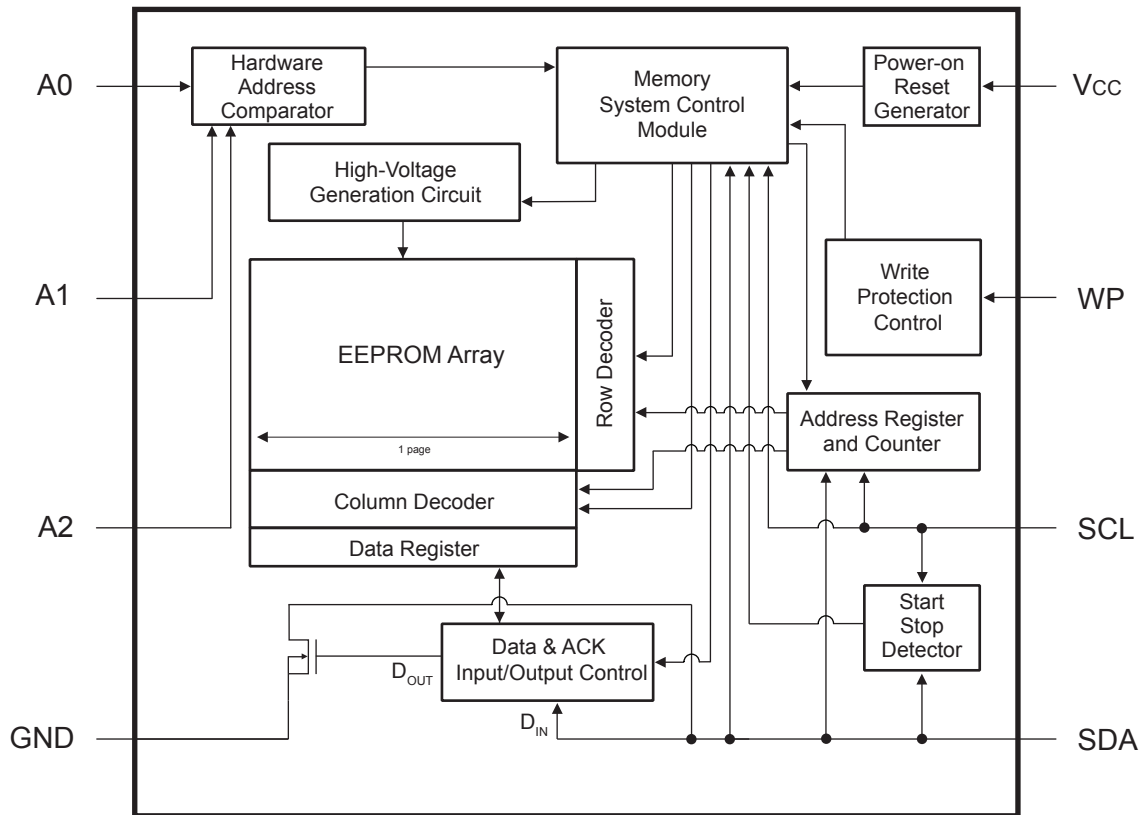 A0
Hardware
Address
Comparator
Memory
System Control
Module
Power-on
Reset
Generator
VCC
High-Voltage
Generation Circuit
A1
EEPROM Array
1 page
Row Decoder
Write
Protection
Control
WP
Address Register
and Counter
A2
Column Decoder
Data Register
SCL
Start
Stop
Detector
Data & ACK
Input/Output Control
DOUT
DIN
GND
SDA